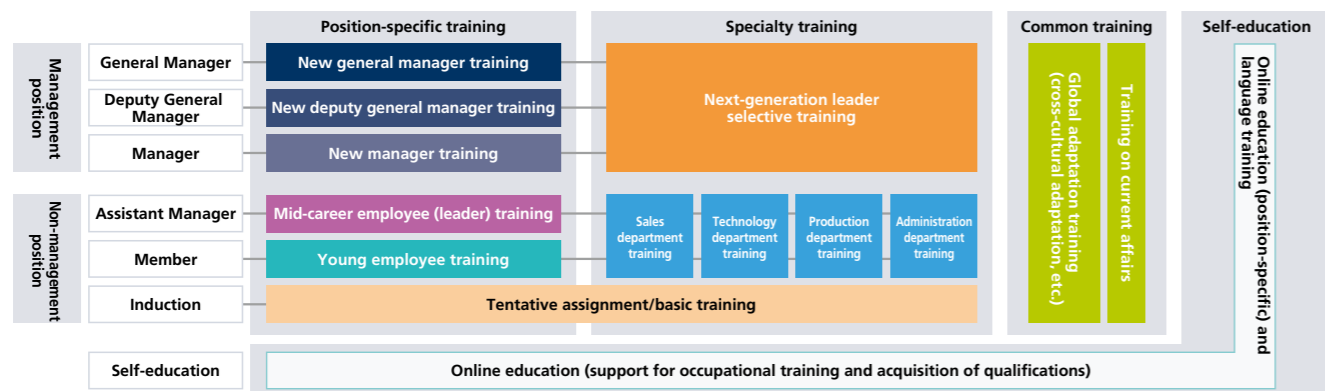 Position-specific training
Specialty training
Common training
Self-education
Management
position
General Manager
New general manager training
Deputy General
Manager
New deputy general manager training
Manager
New manager training
Next-generation leader
selective training
Global adaptation training
(cross-cultural adaptation, etc.)
Training on current affairs
Online education (position-specific) and
language training
Non-management
position
Assistant Manager
Mid-career employee (leader) training
Member
Young employee training
Sales
department
training
Technology
department
training
Production
department
training
Administration
department
training
Induction
Tentative assignment/basic training
Self-education
Online education (support for occupational training and acquisition of qualifications)